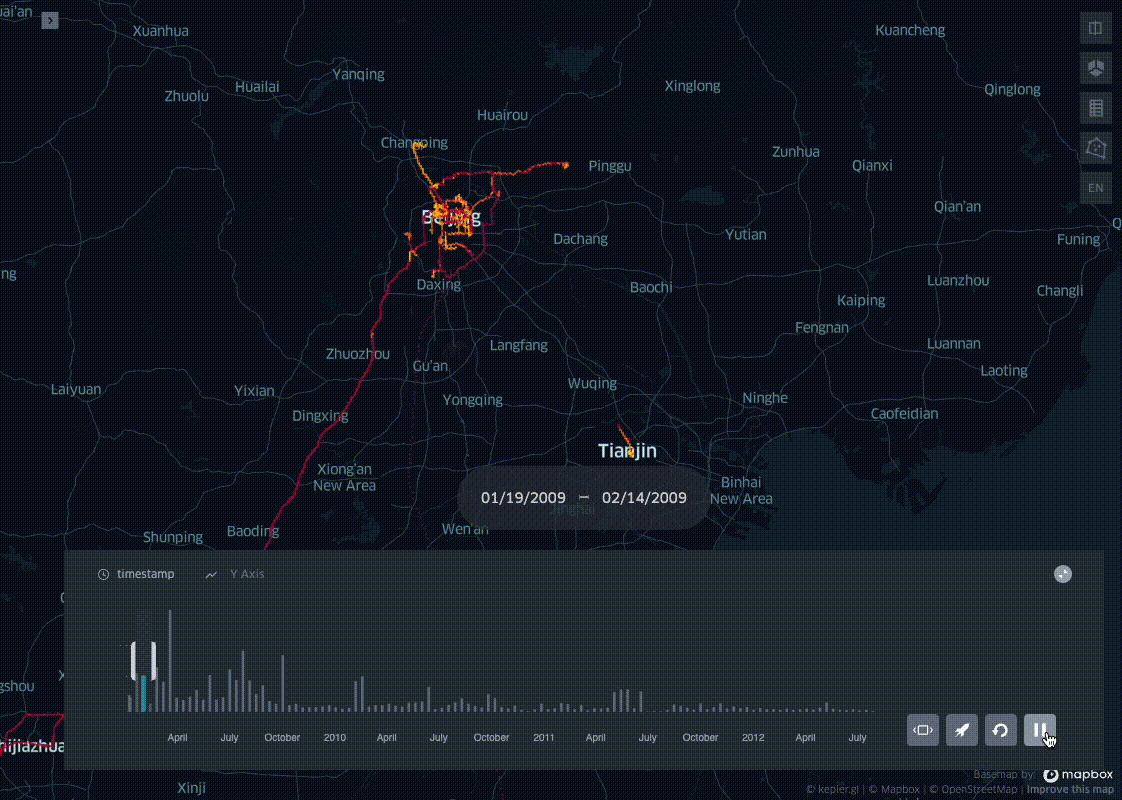 uai'an
Xuanhua
Kuancheng
Yanqing
Huailai
Zhuolu
Xinglong
Qinglong
Huairou
Changping
Pinggu
Zunhua
Qianxi
EN
Beijing
Qian'an
Dachang
Yutian
Funing
ng
Daxing
Baochi
Luanzhou
Changli
Kaiping
Fengnan
Zhuozhou
Langfang
Luannan
Gu'an
Laiyuan
Yixian
Wuqing
Leoting
Yongqing
Ninghe
Dingxing
Caofeidian
Tianjin
Xiong'an
New Area
Binhai
New Area
01/19/2009 – 02/14/2009
Jinghai
Shunping
Baoding
Wen'an
timestamp
Y Axis
gshou
April July October 2010 April July October 2011 April July October 2012 April July
hijiazhua
Xinji
Basemap by: mapbox
© kepler.gl | © Mapbox | © OpenStreetMap | Improve this map